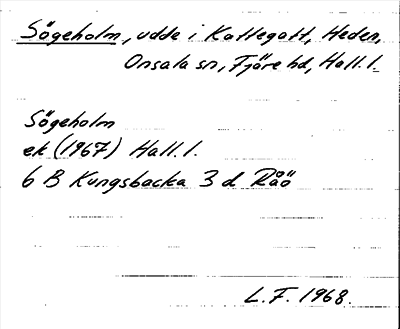 Sögeholm, udde i Kattegatt, Heden,
Onsala sn, Fjäre hd, Hall. l.
Sögeholm
ek (1967) Hall. l.
6 B Kungsbacka 3 d Råö
L. F. 1968.